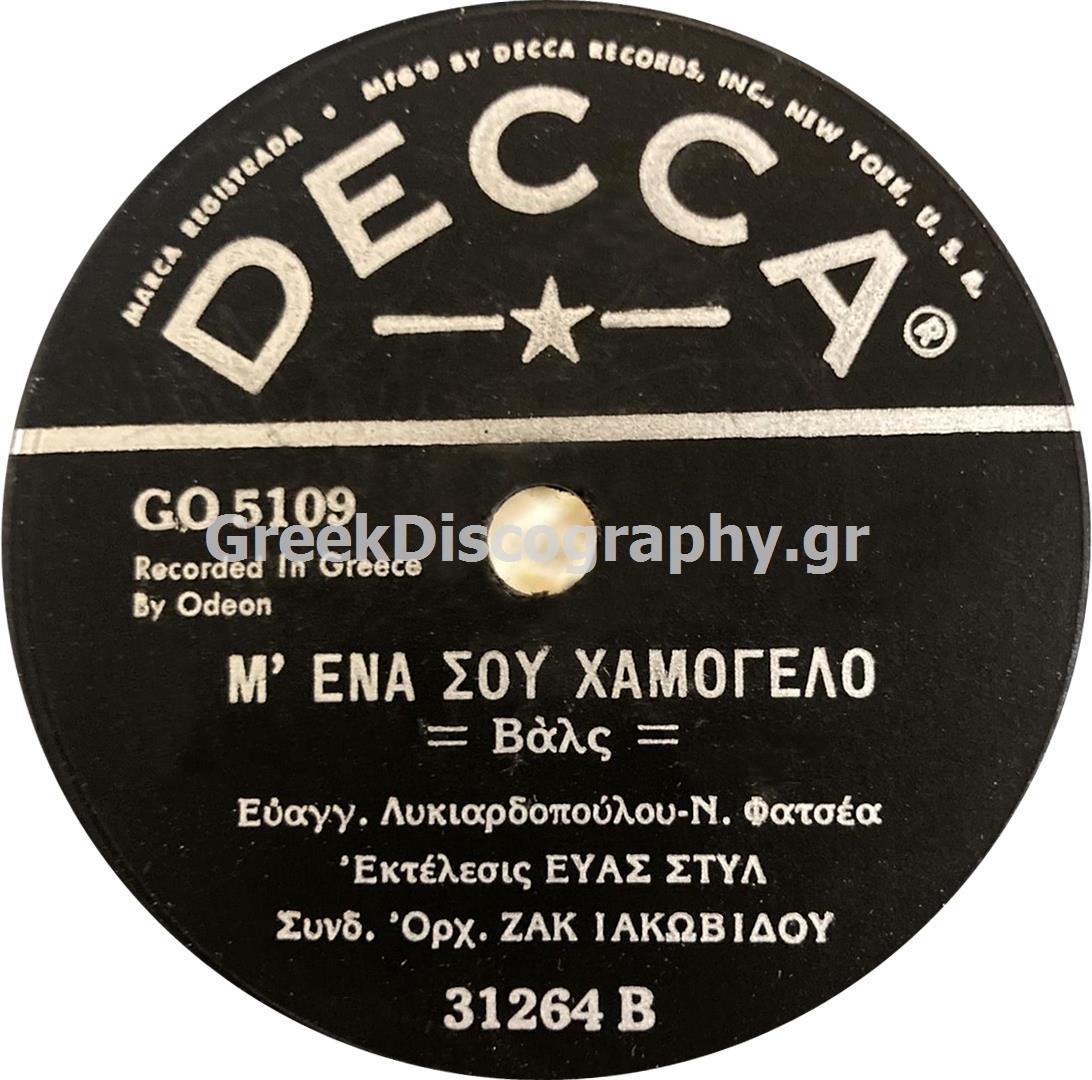 MARCA REGISTRADA • MFG'D BY DECCA RECORDS, INC., NEW YORK, U. S. A.
DECCA®
GO 5109
GreekDiscography.gr
Recorded In Greece
By Odeon
Μ' ΕΝΑ ΣΟΥ ΧΑΜΟΓΕΛΟ
= Βὰλς =
Εὐαγγ. Λυκιαρδοπούλου-Ν. Φατσέα
Ἐκτέλεσις ΕΥΑΣ ΣΤΥΛ
Συνδ. Ὀρχ. ΖΑΚ ΙΑΚΩΒΙΔΟΥ
31264 B